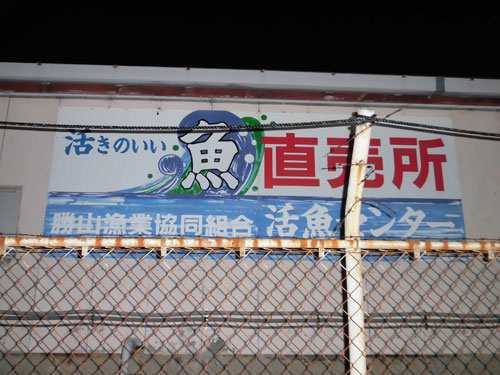 活きのいい魚直売所
勝山漁業協同組合 活魚センター